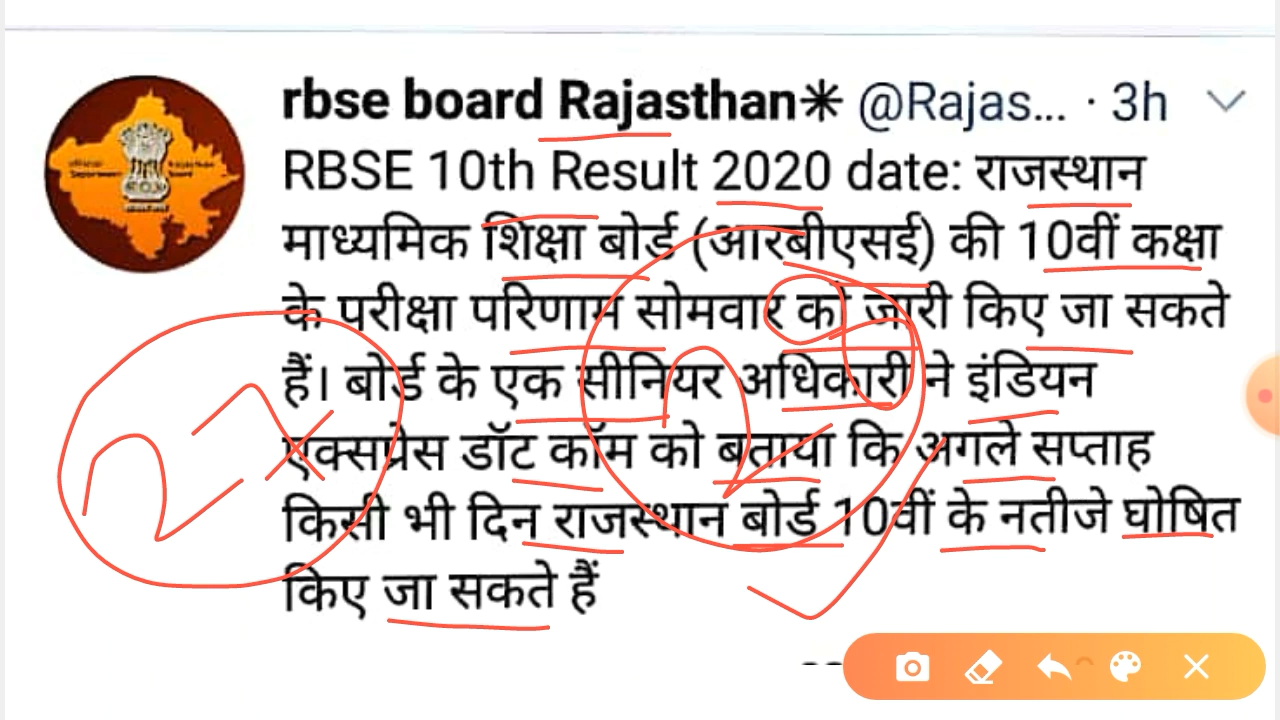 rbse board Rajasthan✳ @Rajas... · 3h
RBSE 10th Result 2020 date: राजस्थान
माध्यमिक शिक्षा बोर्ड (आरबीएसई) की 10वीं कक्षा
के परीक्षा परिणाम सोमवार को जारी किए जा सकते
हैं। बोर्ड के एक सीनियर अधिकारी ने इंडियन
एक्सप्रेस डॉट कॉम को बताया कि अगले सप्ताह
किसी भी दिन राजस्थान बोर्ड 10वीं के नतीजे घोषित
किए जा सकते हैं